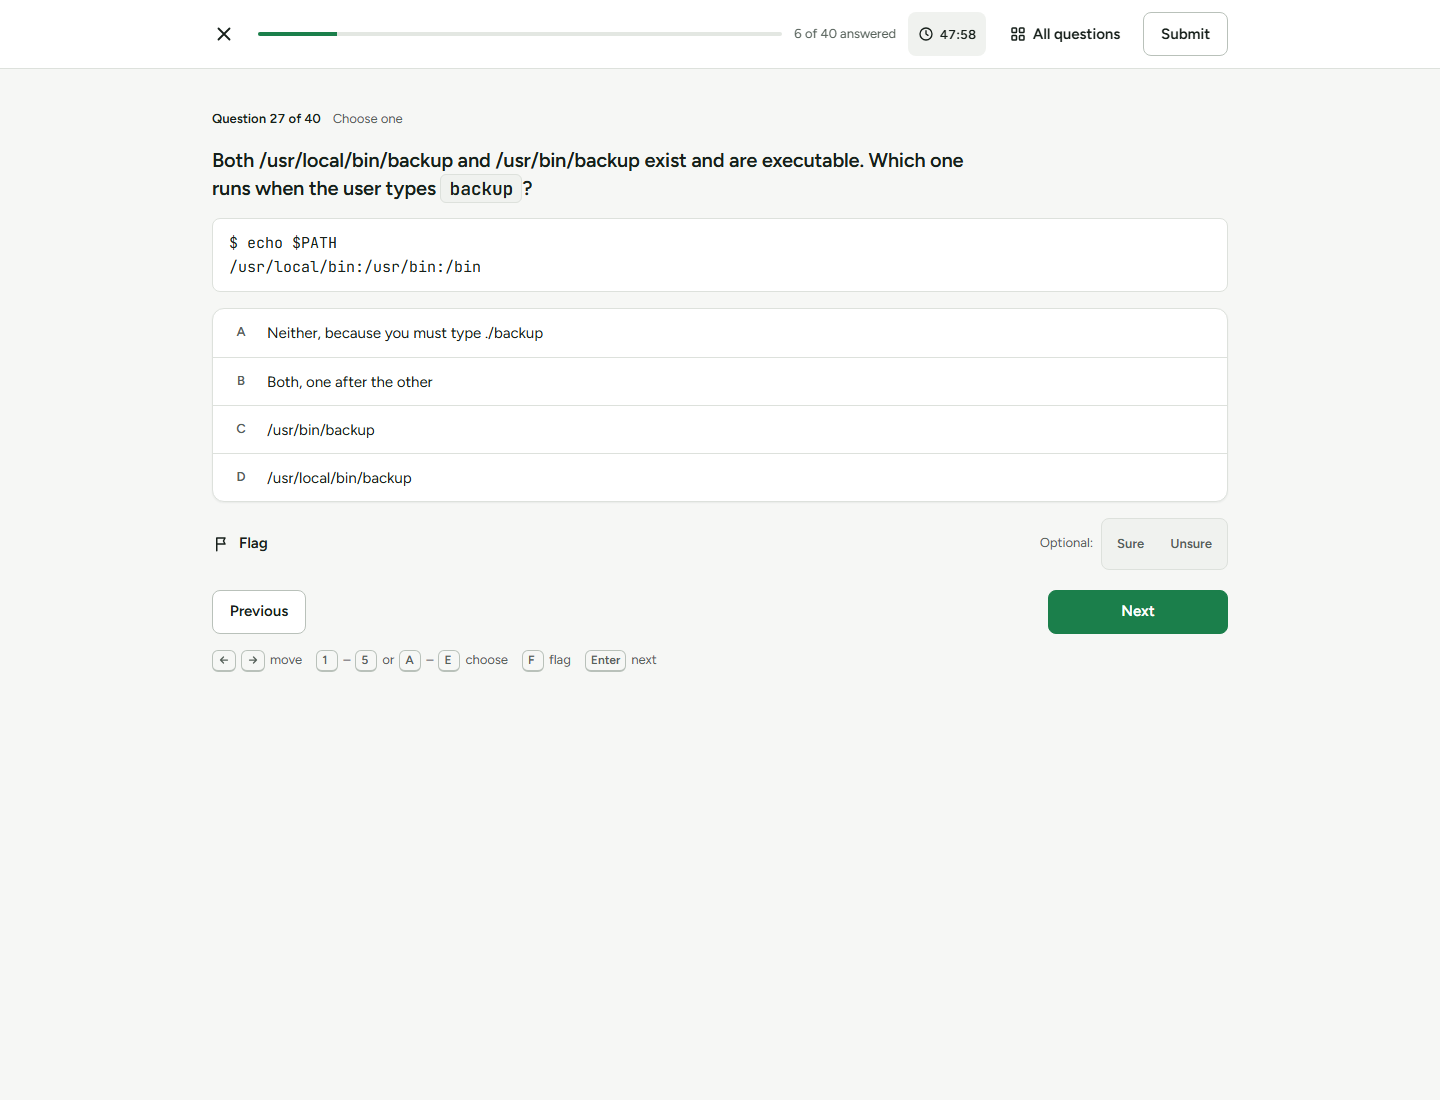 6 of 40 answered
47:58
All questions
Submit
Question 27 of 40 Choose one
Both /usr/local/bin/backup and /usr/bin/backup exist and are executable. Which one
runs when the user types backup ?
$ echo $PATH
/usr/local/bin:/usr/bin:/bin
A Neither, because you must type ./backup
B Both, one after the other
C /usr/bin/backup
D /usr/local/bin/backup
Flag
Optional: Sure Unsure
Previous
Next
← → move 1 – 5 or A – E choose F flag Enter next